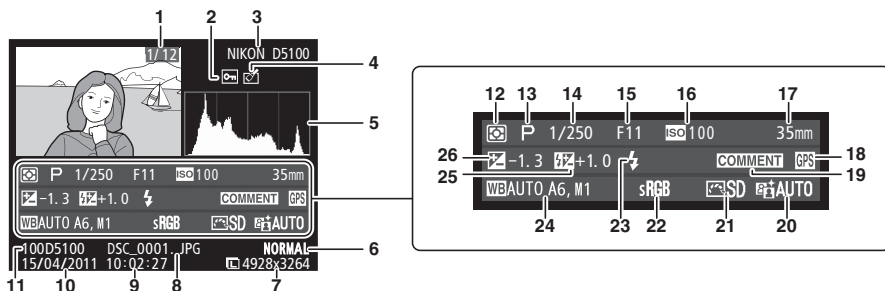 1 2 3
1/12 NIKON D5100
4
5
1/250 F11 ISO 100 35mm
-1.3 +1.0 COMMENT GPS
WB AUTO A6, M1 sRGB SD AUTO
100D5100 DSC_0001.JPG NORMAL
15/04/2011 10:02:27 L 4928x3264
6
11 10 9 8 7
12 13 14 15 16 17
P 1/250 F11 ISO 100 35mm
26 -1.3 +1.0 COMMENT GPS 18
25 19
WB AUTO A6, M1 sRGB SD AUTO
24 23 22 21 20